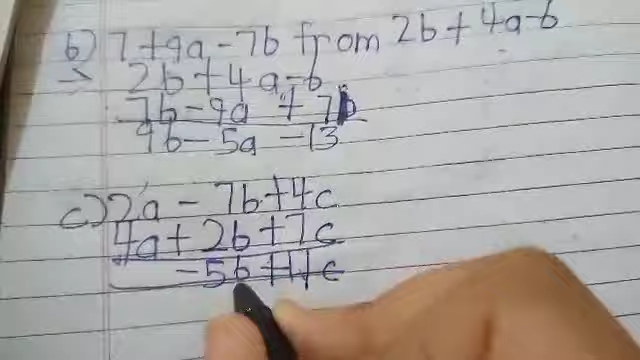 b) 7+9a-7b from 2b+4a-6
⇒ 2b+4a-6
7b-9a+7
9b-5a-13
c) 2a-7b+4c
4a+2b+7c
-5b+11c